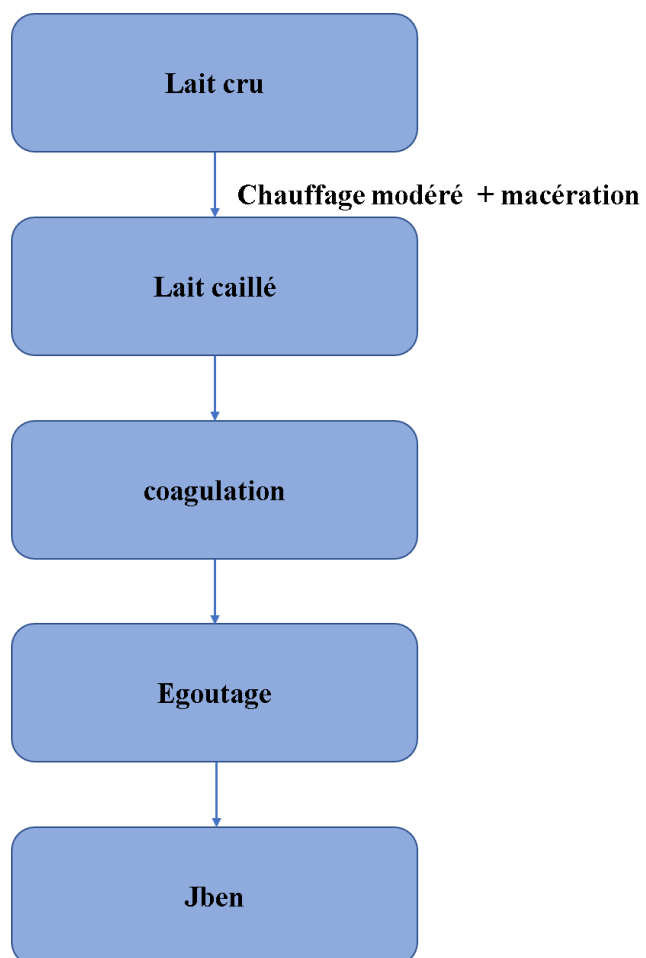 Lait cru
Chauffage modéré + macération
Lait caillé
coagulation
Egoutage
Jben